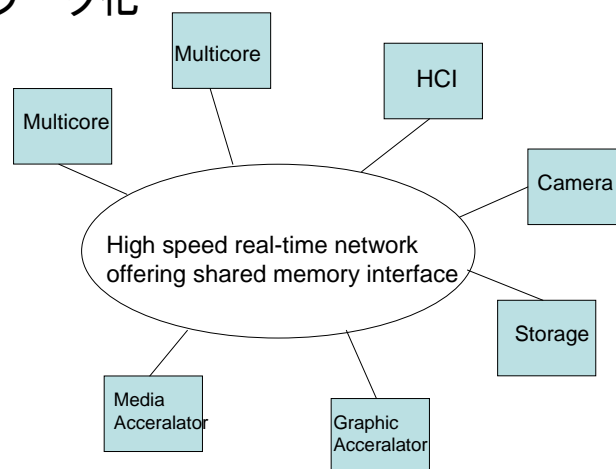 ワーク化
Multicore
HCI
Multicore
Camera
High speed real-time network
offering shared memory interface
Storage
Media
Acceralator
Graphic
Acceralator